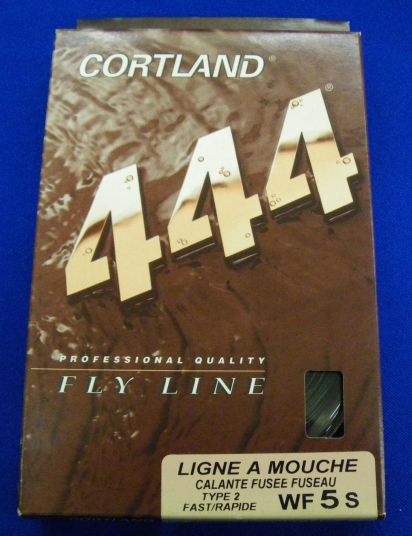 CORTLAND®
444®
PROFESSIONAL QUALITY
FLY LINE
LIGNE A MOUCHE
CALANTE FUSEE FUSEAU
TYPE 2
FAST/RAPIDE WF 5 S